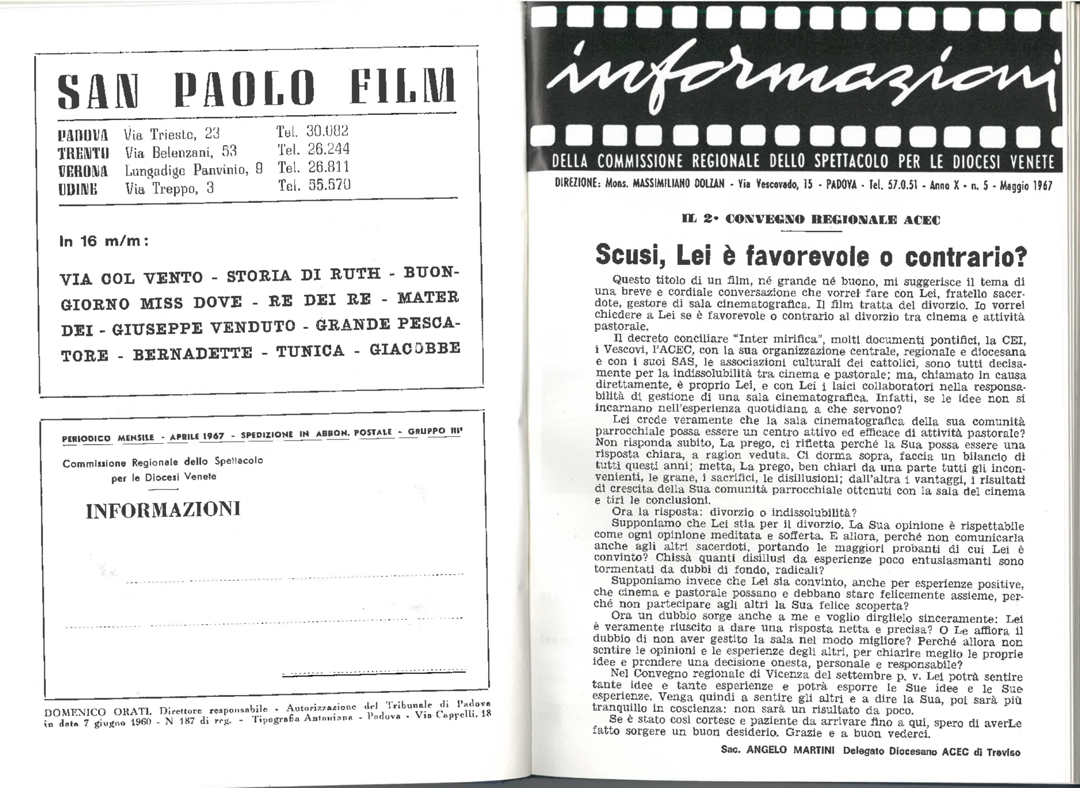 SAN PAOLO FILM
PADOVA Via Trieste, 23 Tel. 30.082
TRENTO Via Belenzani, 53 Tel. 26.244
VERONA Lungadige Panvinio, 9 Tel. 26.811
UDINE Via Treppo, 3 Tel. 55.570
In 16 m/m:
VIA COL VENTO - STORIA DI RUTH - BUON-
GIORNO MISS DOVE - RE DEI RE - MATER
DEI - GIUSEPPE VENDUTO - GRANDE PESCA-
TORE - BERNADETTE - TUNICA - GIACOBBE
PERIODICO MENSILE - APRILE 1967 - SPEDIZIONE IN ABBON. POSTALE - GRUPPO IIIº
Commissione Regionale dello Spettacolo
per le Diocesi Venete
INFORMAZIONI
DOMENICO ORATI, Direttore responsabile - Autorizzazione del Tribunale di Padova
in data 7 giugno 1960 - N 187 di reg. - Tipografia Antoniana - Padova - Via Cappelli, 18
informazioni
DELLA COMMISSIONE REGIONALE DELLO SPETTACOLO PER LE DIOCESI VENETE
DIREZIONE: Mons. MASSIMILIANO DOLZAN - Via Vescovado, 15 - PADOVA - Tel. 57.0.51 - Anno X - n. 5 - Maggio 1967
IL 2º CONVEGNO REGIONALE ACEC
Scusi, Lei è favorevole o contrario?
Questo titolo di un film, né grande né buono, mi suggerisce il tema di
una breve e cordiale conversazione che vorrei fare con Lei, fratello sacer-
dote, gestore di sala cinematografica. Il film tratta del divorzio. Io vorrei
chiedere a Lei se è favorevole o contrario al divorzio tra cinema e attività
pastorale.
Il decreto conciliare "Inter mirifica", molti documenti pontifici, la CEI,
i Vescovi, l'ACEC, con la sua organizzazione centrale, regionale e diocesana
e con i suoi SAS, le associazioni culturali dei cattolici, sono tutti decisa-
mente per la indissolubilità tra cinema e pastorale; ma, chiamato in causa
direttamente, è proprio Lei, e con Lei i laici collaboratori nella responsa-
bilità di gestione di una sala cinematografica. Infatti, se le idee non si
incarnano nell'esperienza quotidiana a che servono?
Lei crede veramente che la sala cinematografica della sua comunità
parrocchiale possa essere un centro attivo ed efficace di attività pastorale?
Non risponda subito, La prego, ci rifletta perché la Sua possa essere una
risposta chiara, a ragion veduta. Ci dorma sopra, faccia un bilancio di
tutti questi anni; metta, La prego, ben chiari da una parte tutti gli incon-
venienti, le grane, i sacrifici, le disillusioni; dall'altra i vantaggi, i risultati
di crescita della Sua comunità parrocchiale ottenuti con la sala del cinema
e tiri le conclusioni.
Ora la risposta: divorzio o indissolubilità?
Supponiamo che Lei stia per il divorzio. La Sua opinione è rispettabile
come ogni opinione meditata e sofferta. E allora, perché non comunicarla
anche agli altri sacerdoti, portando le maggiori probanti di cui Lei è
convinto? Chissà quanti disillusi da esperienze poco entusiasmanti sono
tormentati da dubbi di fondo, radicali?
Supponiamo invece che Lei sia convinto, anche per esperienze positive,
che cinema e pastorale possano e debbano stare felicemente assieme, per-
ché non partecipare agli altri la Sua felice scoperta?
Ora un dubbio sorge anche a me e voglio dirglielo sinceramente: Lei
è veramente riuscito a dare una risposta netta e precisa? O Le affiora il
dubbio di non aver gestito la sala nel modo migliore? Perché allora non
sentire le opinioni e le esperienze degli altri, per chiarire meglio le proprie
idee e prendere una decisione onesta, personale e responsabile?
Nel Convegno regionale di Vicenza del settembre p. v. Lei potrà sentire
tante idee e tante esperienze e potrà esporre le Sue idee e le Sue
esperienze. Venga quindi a sentire gli altri e a dire la Sua, poi sarà più
tranquillo in coscienza: non sarà un risultato da poco.
Se è stato così cortese e paziente da arrivare fino a qui, spero di averLe
fatto sorgere un buon desiderio. Grazie e a buon vederci.
Sac. ANGELO MARTINI Delegato Diocesano ACEC di Treviso